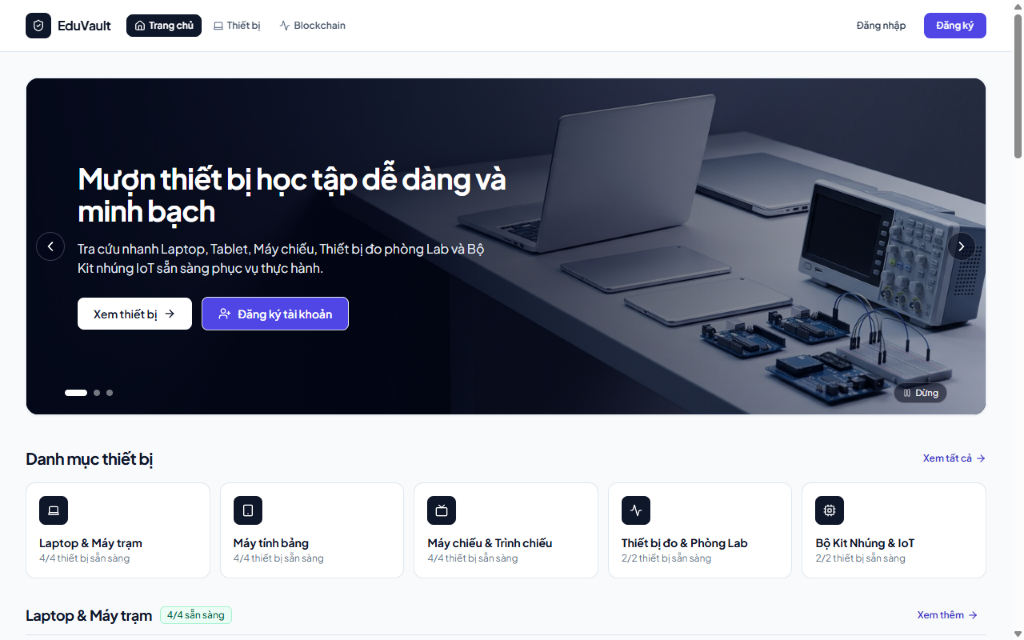 EduVault
Trang chủ
Thiết bị
Blockchain
Đăng nhập
Đăng ký
Mượn thiết bị học tập dễ dàng và
minh bạch
Tra cứu nhanh Laptop, Tablet, Máy chiếu, Thiết bị đo phòng Lab và Bộ
Kit nhúng IoT sẵn sàng phục vụ thực hành.
Xem thiết bị →
Đăng ký tài khoản
Dừng
Danh mục thiết bị
Xem tất cả →
Laptop & Máy trạm
4/4 thiết bị sẵn sàng
Máy tính bảng
4/4 thiết bị sẵn sàng
Máy chiếu & Trình chiếu
4/4 thiết bị sẵn sàng
Thiết bị đo & Phòng Lab
2/2 thiết bị sẵn sàng
Bộ Kit Nhúng & IoT
2/2 thiết bị sẵn sàng
Laptop & Máy trạm
4/4 sẵn sàng
Xem thêm →